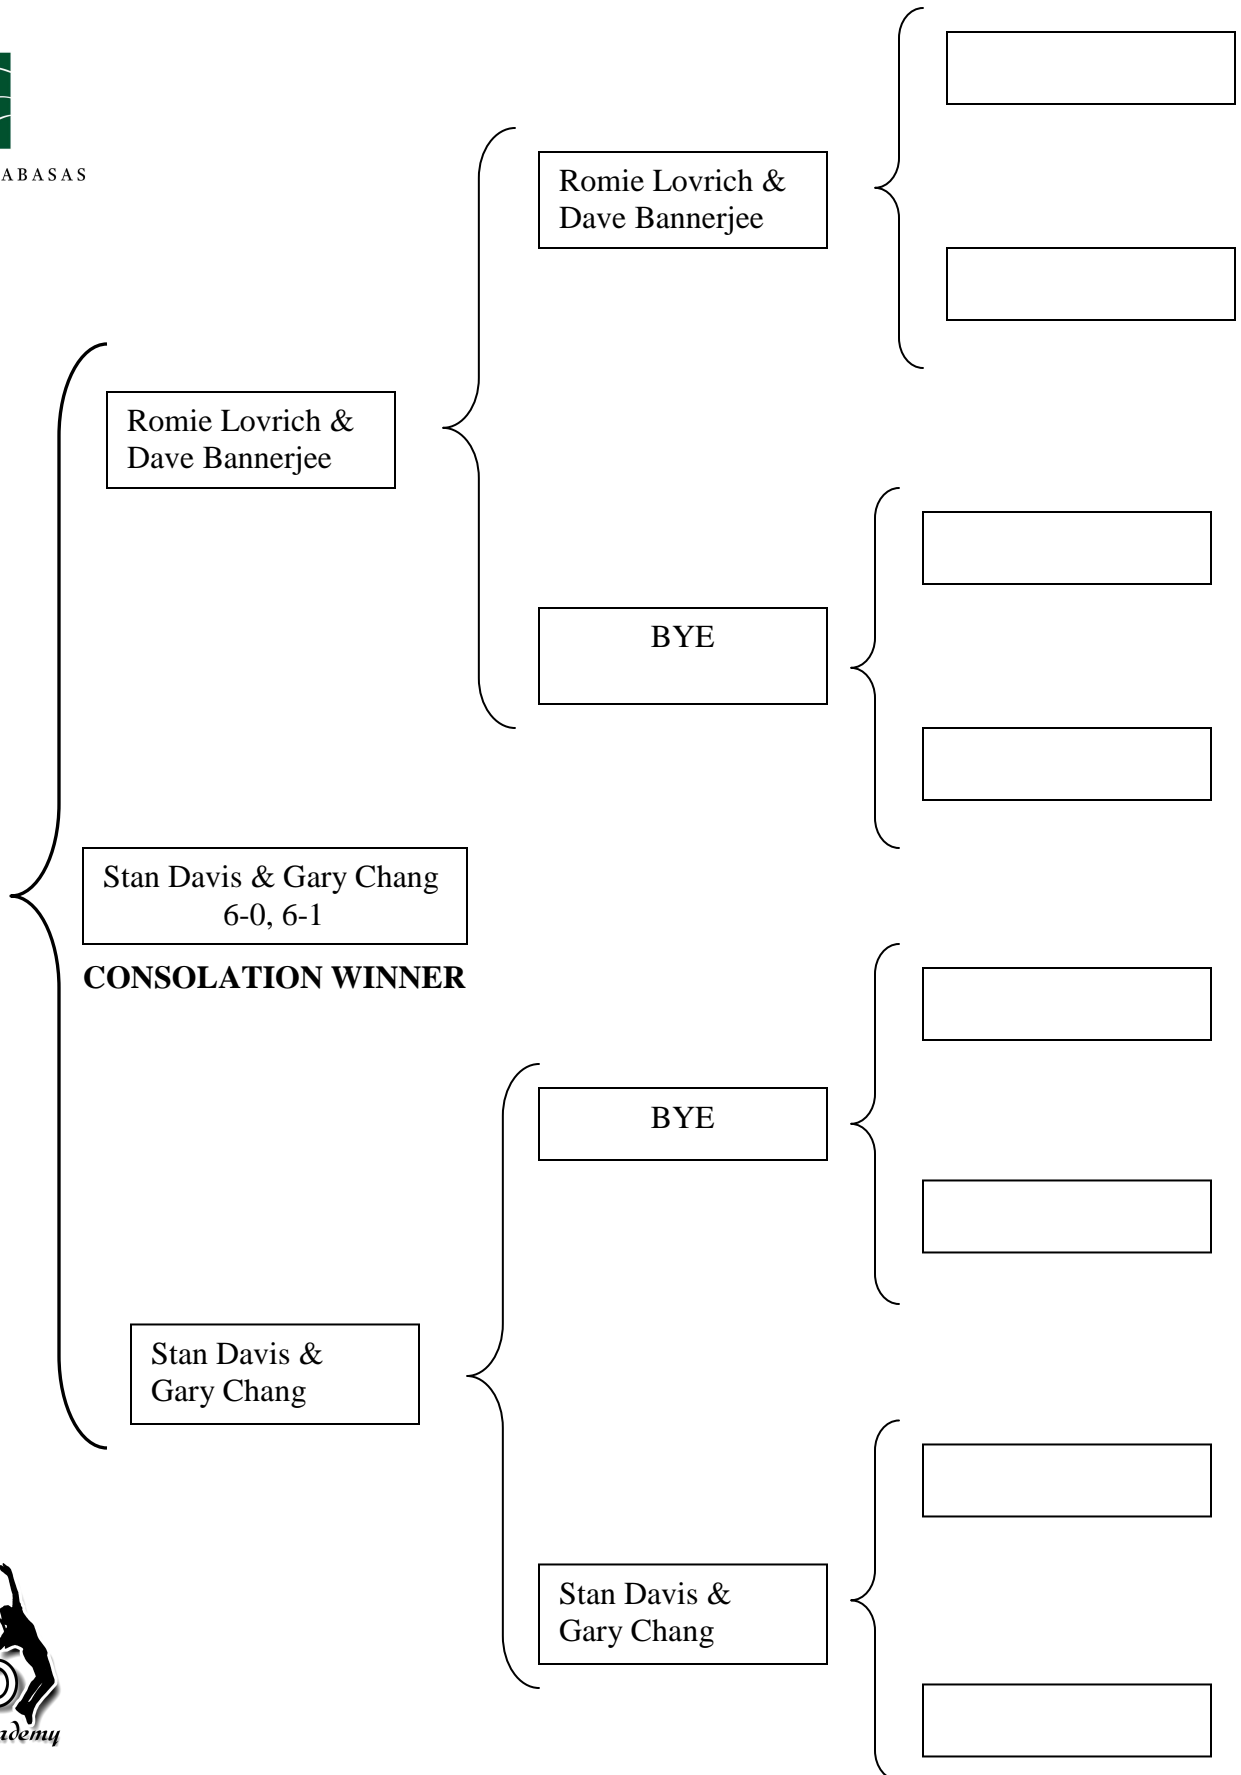 ABASAS
Romie Lovrich &
Dave Bannerjee
Romie Lovrich &
Dave Bannerjee
BYE
Stan Davis & Gary Chang
6-0, 6-1
CONSOLATION WINNER
BYE
Stan Davis &
Gary Chang
Stan Davis &
Gary Chang
ademy